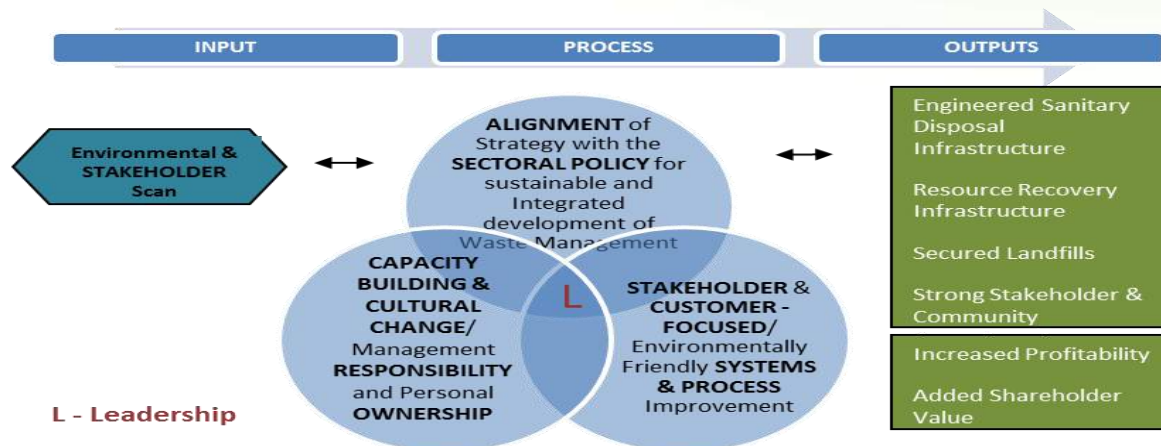 INPUT
PROCESS
OUTPUTS
Environmental &
STAKEHOLDER
Scan
ALIGNMENT of
Strategy with the
SECTORAL POLICY for
sustainable and
Integrated
development of
Waste Management
CAPACITY
BUILDING &
CULTURAL
CHANGE/
Management
RESPONSIBILITY
and Personal
OWNERSHIP
L
STAKEHOLDER &
CUSTOMER -
FOCUSED/
Environmentally
Friendly SYSTEMS
& PROCESS
Improvement
Engineered Sanitary
Disposal
Infrastructure
Resource Recovery
Infrastructure
Secured Landfills
Strong Stakeholder &
Community
Increased Profitability
Added Shareholder
Value
L - Leadership